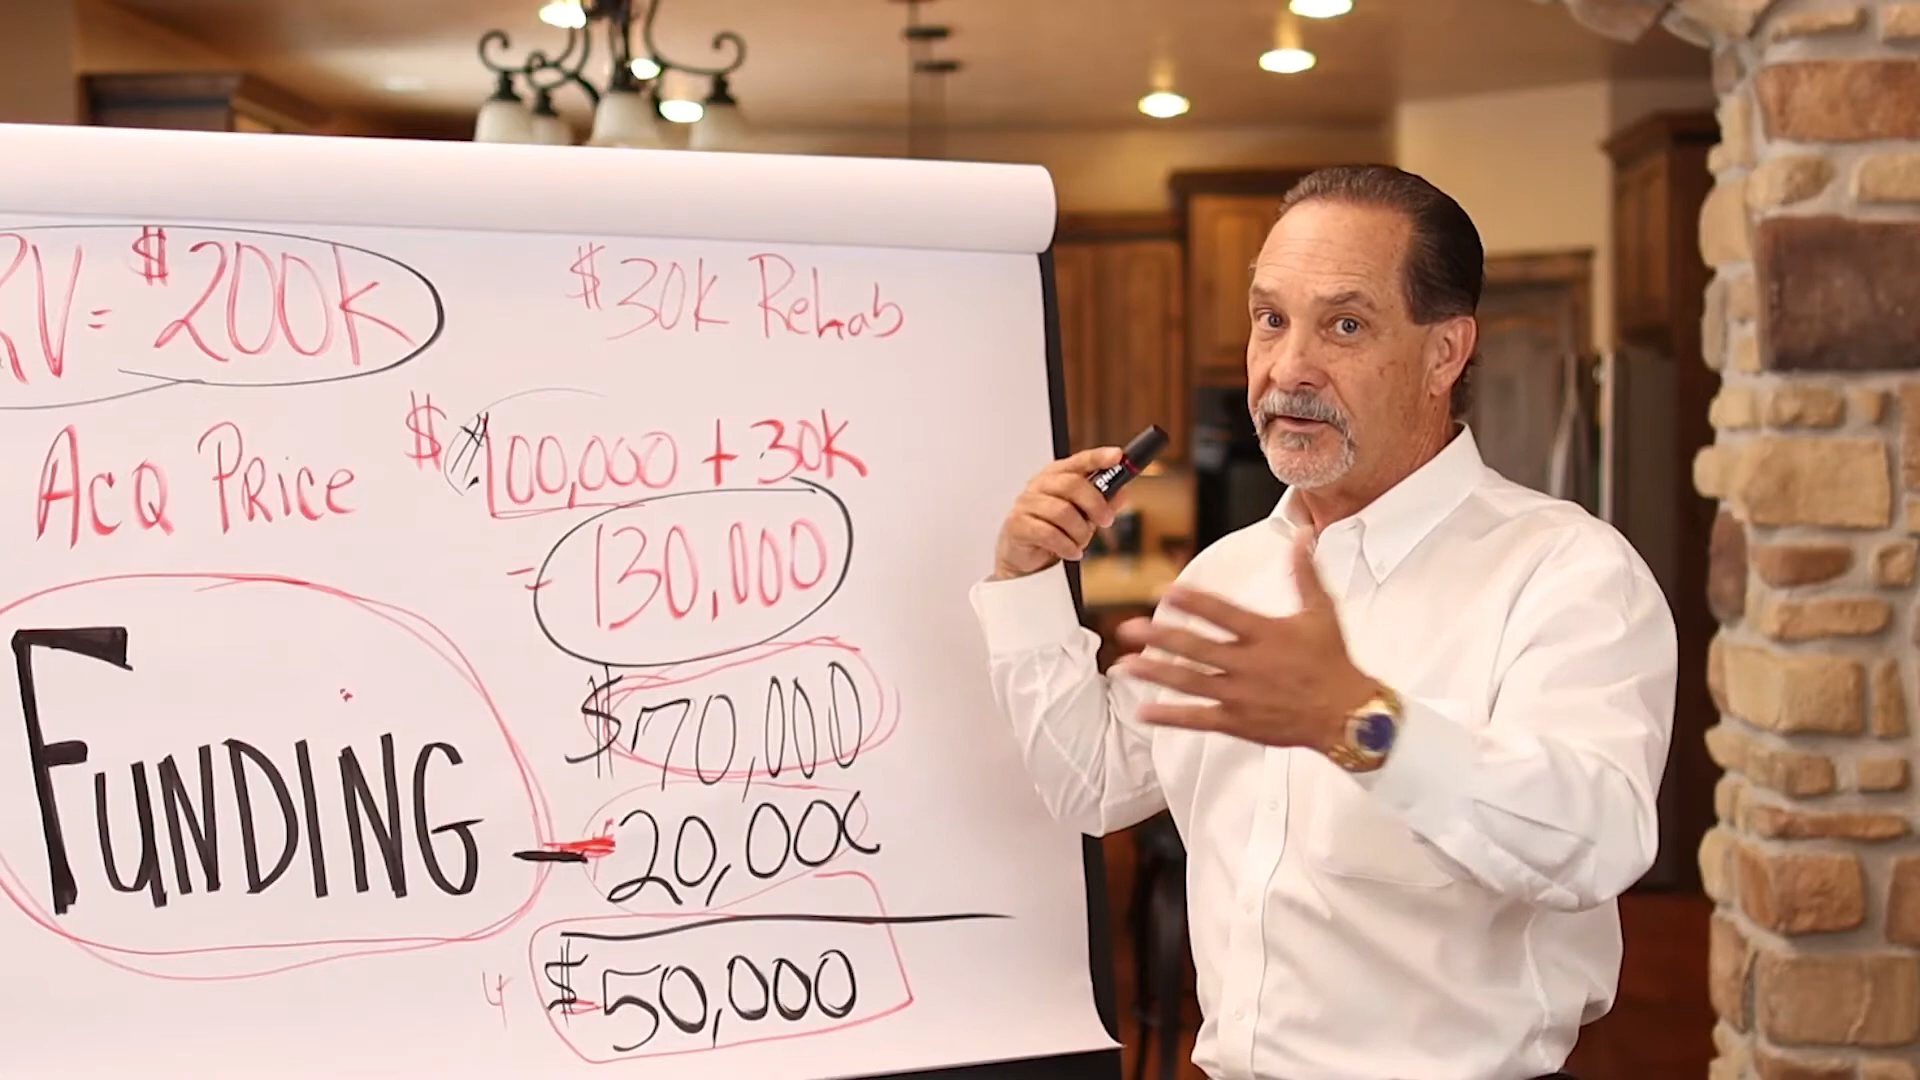 RV = $200K
$30K Rehab
Acq Price $100,000 + 30K
= 130,000
$70,000
FUNDING - 20,000
$50,000